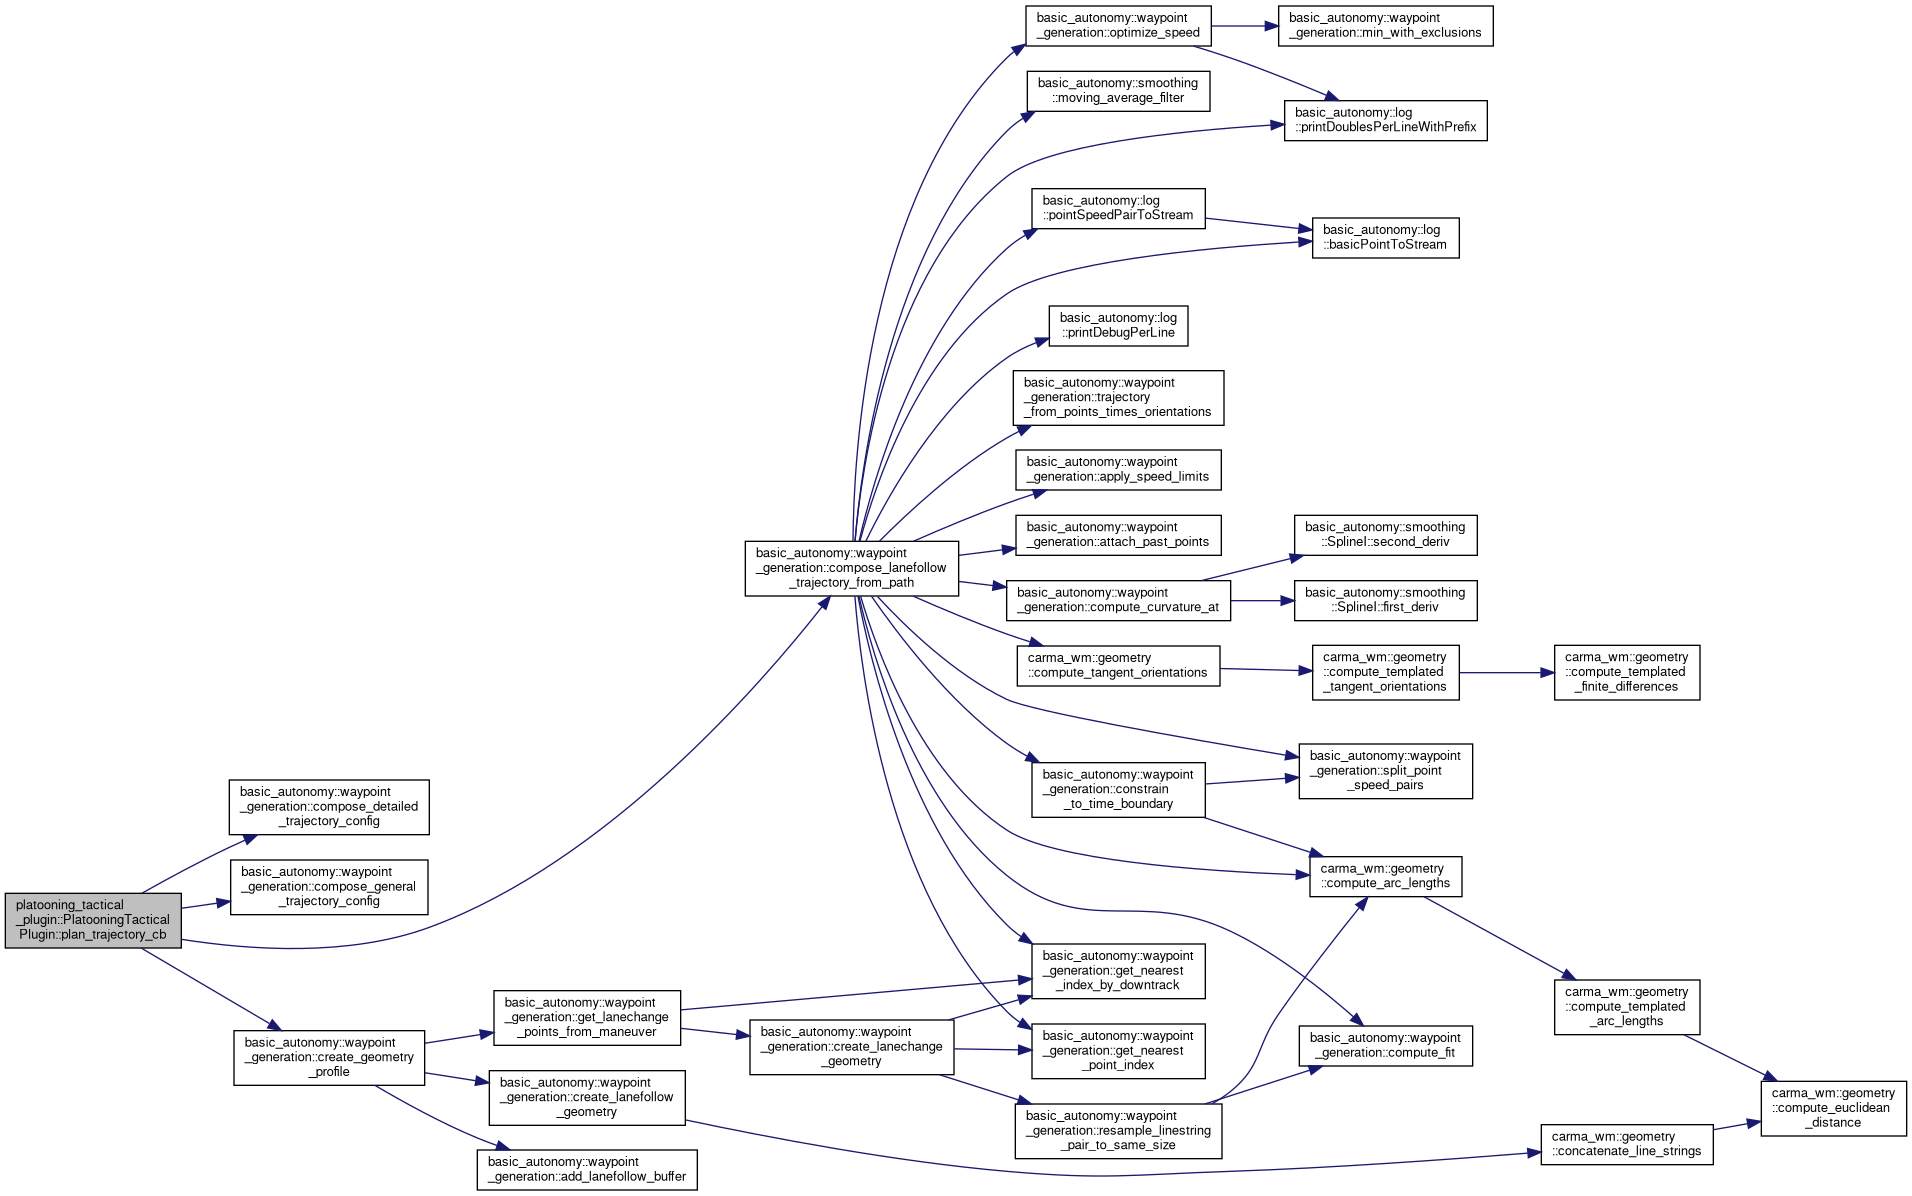 platooning_tactical
_plugin::PlatooningTactical
Plugin::plan_trajectory_cb
basic_autonomy::waypoint
_generation::compose_detailed
_trajectory_config
basic_autonomy::waypoint
_generation::compose_general
_trajectory_config
basic_autonomy::waypoint
_generation::compose_lanefollow
_trajectory_from_path
basic_autonomy::waypoint
_generation::create_geometry
_profile
basic_autonomy::waypoint
_generation::optimize_speed
basic_autonomy::waypoint
_generation::min_with_exclusions
basic_autonomy::smoothing
::moving_average_filter
basic_autonomy::log
::printDoublesPerLineWithPrefix
basic_autonomy::log
::pointSpeedPairToStream
basic_autonomy::log
::basicPointToStream
basic_autonomy::log
::printDebugPerLine
basic_autonomy::waypoint
_generation::trajectory
_from_points_times_orientations
basic_autonomy::waypoint
_generation::apply_speed_limits
basic_autonomy::waypoint
_generation::attach_past_points
basic_autonomy::waypoint
_generation::compute_curvature_at
basic_autonomy::smoothing
::SplineI::second_deriv
basic_autonomy::smoothing
::SplineI::first_deriv
carma_wm::geometry
::compute_tangent_orientations
carma_wm::geometry
::compute_templated
_tangent_orientations
carma_wm::geometry
::compute_templated
_finite_differences
basic_autonomy::waypoint
_generation::constrain
_to_time_boundary
basic_autonomy::waypoint
_generation::split_point
_speed_pairs
carma_wm::geometry
::compute_arc_lengths
carma_wm::geometry
::compute_templated
_arc_lengths
carma_wm::geometry
::compute_euclidean
_distance
basic_autonomy::waypoint
_generation::get_nearest
_index_by_downtrack
basic_autonomy::waypoint
_generation::get_nearest
_point_index
basic_autonomy::waypoint
_generation::compute_fit
basic_autonomy::waypoint
_generation::get_lanechange
_points_from_maneuver
basic_autonomy::waypoint
_generation::create_lanechange
_geometry
basic_autonomy::waypoint
_generation::resample_linestring
_pair_to_same_size
basic_autonomy::waypoint
_generation::create_lanefollow
_geometry
carma_wm::geometry
::concatenate_line_strings
basic_autonomy::waypoint
_generation::add_lanefollow_buffer